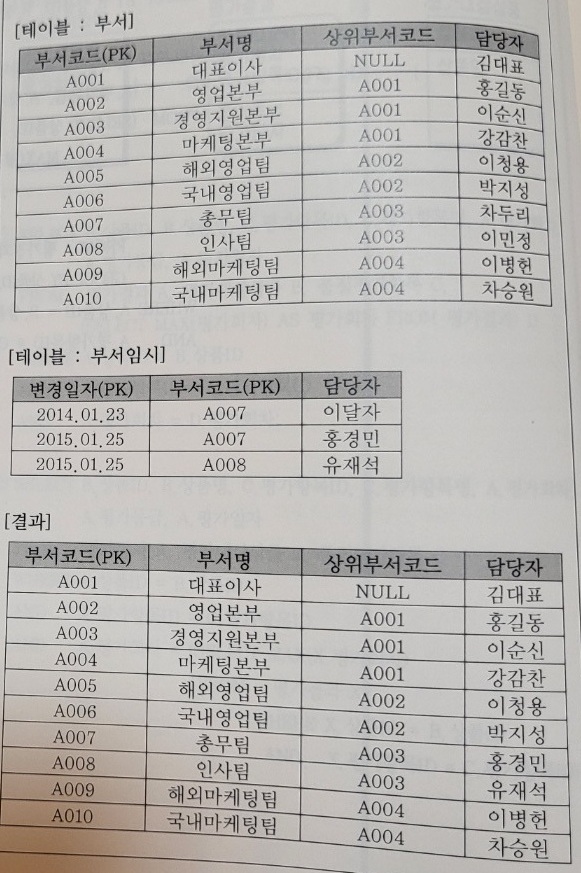 [테이블 : 부서]
부서코드(PK) 부서명 상위부서코드 담당자
A001 대표이사 NULL 김대표
A002 영업본부 A001 홍길동
A003 경영지원본부 A001 이순신
A004 마케팅본부 A001 강감찬
A005 해외영업팀 A002 이청용
A006 국내영업팀 A002 박지성
A007 총무팀 A003 차두리
A008 인사팀 A003 이민정
A009 해외마케팅팀 A004 이병헌
A010 국내마케팅팀 A004 차승원
[테이블 : 부서임시]
변경일자(PK) 부서코드(PK) 담당자
2014.01.23 A007 이달자
2015.01.25 A007 홍경민
2015.01.25 A008 유재석
[결과]
부서코드(PK) 부서명 상위부서코드 담당자
A001 대표이사 NULL 김대표
A002 영업본부 A001 홍길동
A003 경영지원본부 A001 이순신
A004 마케팅본부 A001 강감찬
A005 해외영업팀 A002 이청용
A006 국내영업팀 A002 박지성
A007 총무팀 A003 홍경민
A008 인사팀 A003 유재석
A009 해외마케팅팀 A004 이병헌
A010 국내마케팅팀 A004 차승원